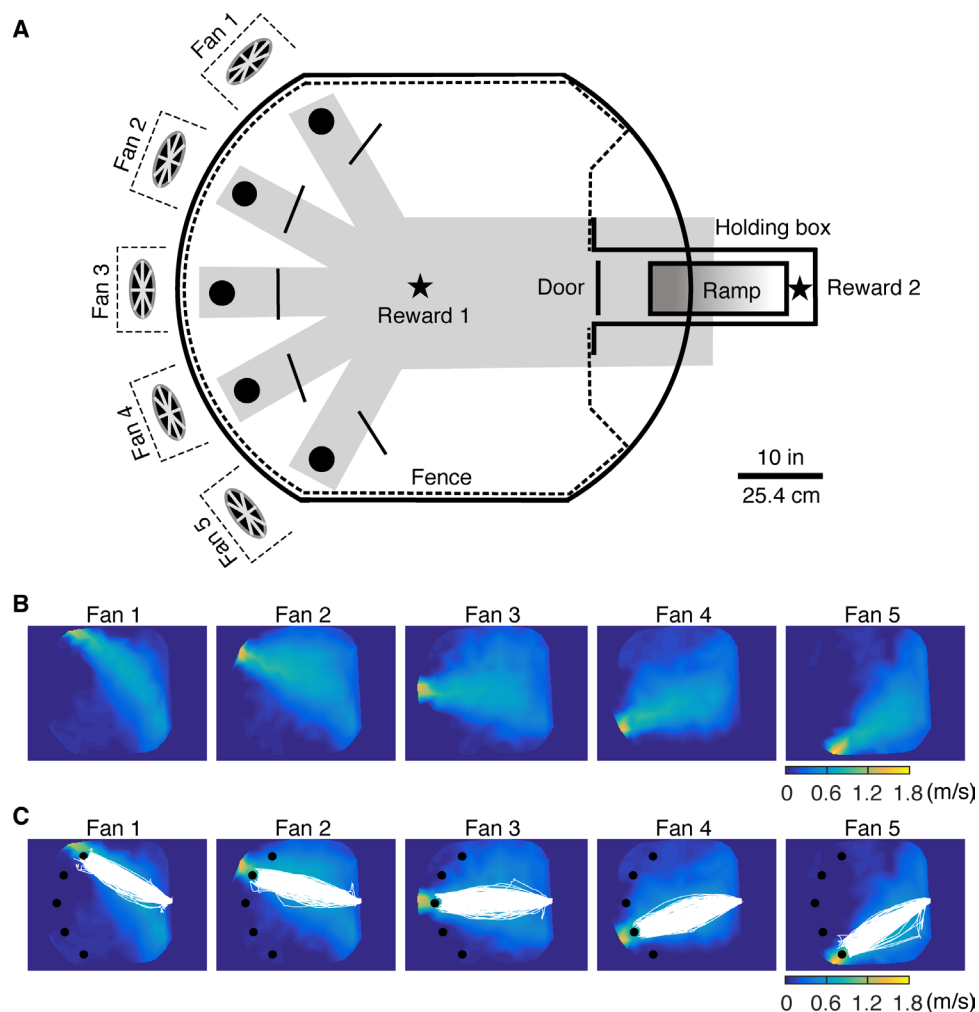 A
Fan 1
Fan 2
Fan 3
Fan 4
Fan 5
Holding box
Door
Ramp
Reward 2
Reward 1
Fence
10 in
25.4 cm
B
Fan 1
Fan 2
Fan 3
Fan 4
Fan 5
0 0.6 1.2 1.8 (m/s)
C
Fan 1
Fan 2
Fan 3
Fan 4
Fan 5
0 0.6 1.2 1.8 (m/s)